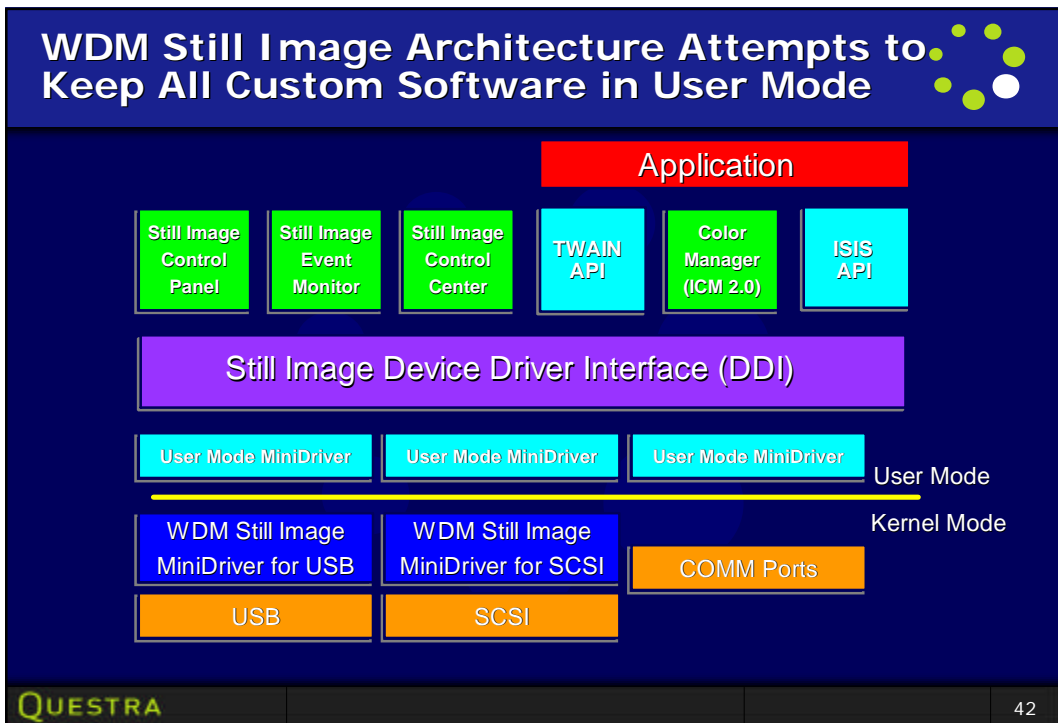 WDM Still Image Architecture Attempts to
Keep All Custom Software in User Mode
Application
Still Image
Control
Panel
Still Image
Event
Monitor
Still Image
Control
Center
TWAIN
API
Color
Manager
(ICM 2.0)
ISIS
API
Still Image Device Driver Interface (DDI)
User Mode MiniDriver
User Mode MiniDriver
User Mode MiniDriver
User Mode
Kernel Mode
WDM Still Image
MiniDriver for USB
WDM Still Image
MiniDriver for SCSI
COMM Ports
USB
SCSI
QUESTRA
42